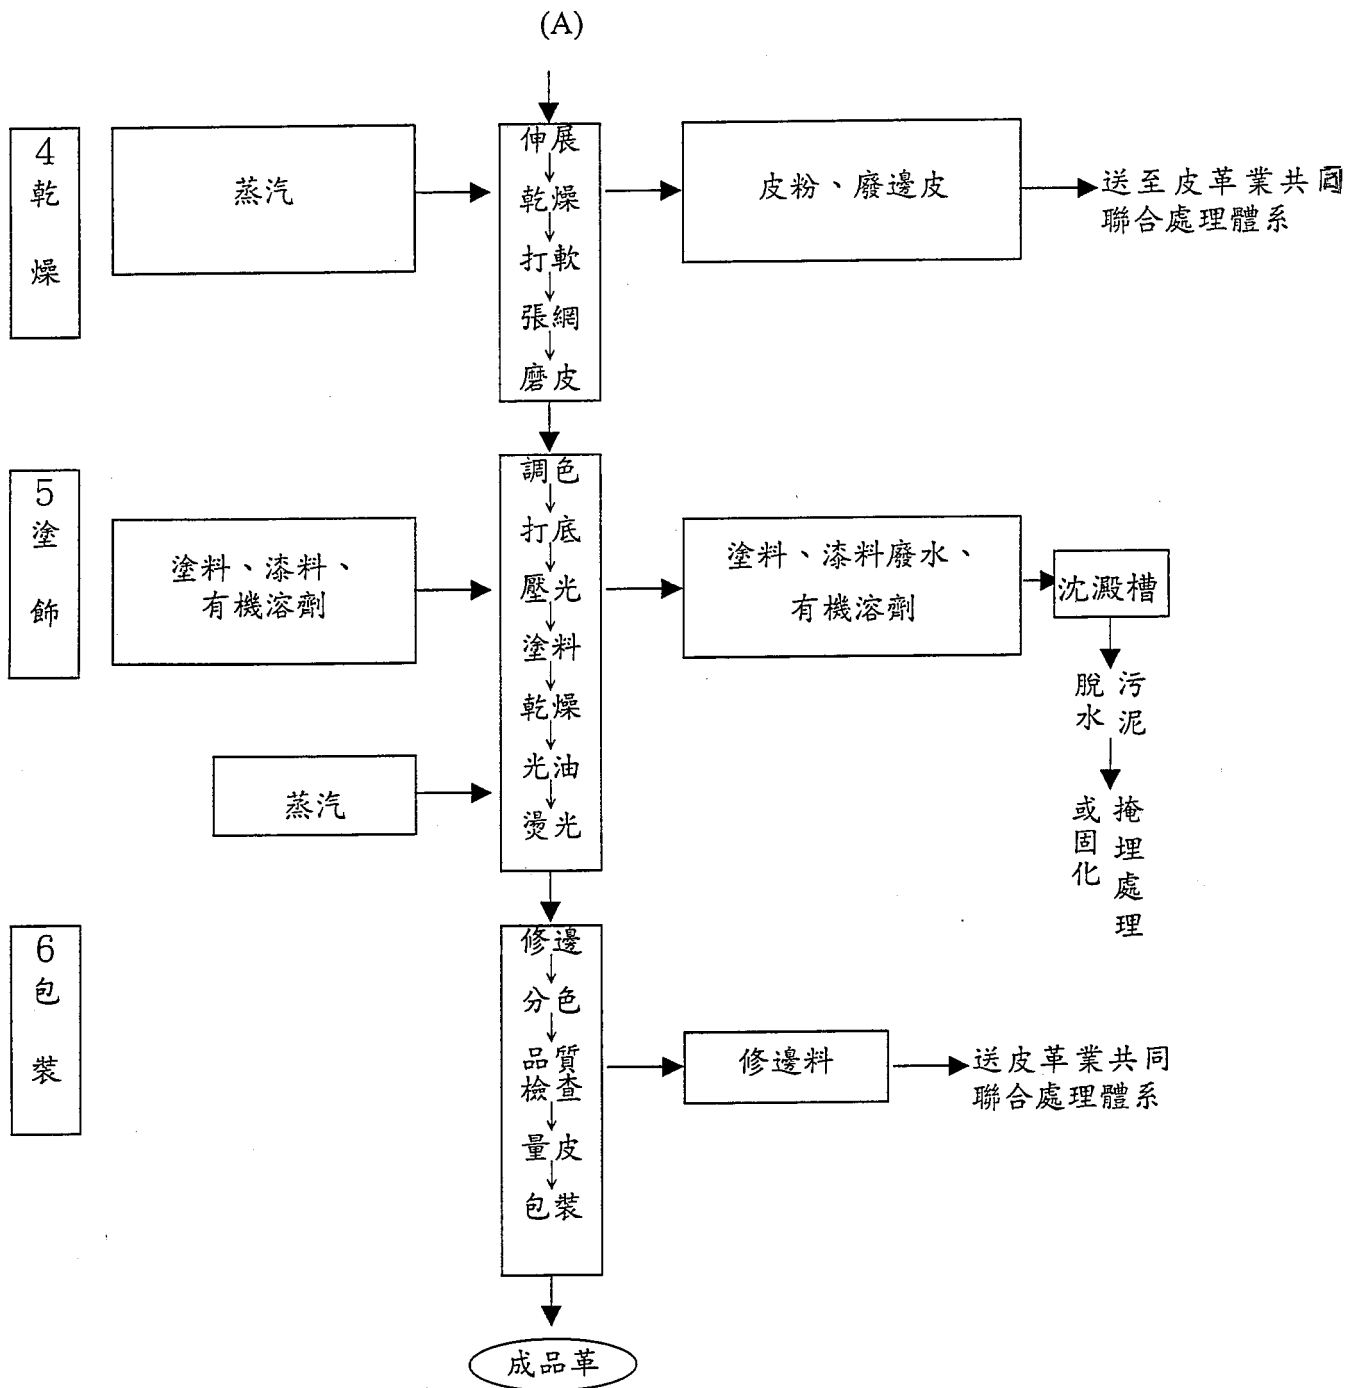 (A)
4
乾
燥
蒸汽
伸展
乾燥
打軟
張網
磨皮
皮粉、廢邊皮
送至皮革業共同
聯合處理體系
5
塗
飾
塗料、漆料、
有機溶劑
蒸汽
調色
打底
壓光
塗料
乾燥
光油
燙光
塗料、漆料廢水、
有機溶劑
沈澱槽
污泥
脫水
掩埋處理
或固化
6
包
裝
修邊
分色
品質
檢查
量皮
包裝
修邊料
送皮革業共同
聯合處理體系
成品革